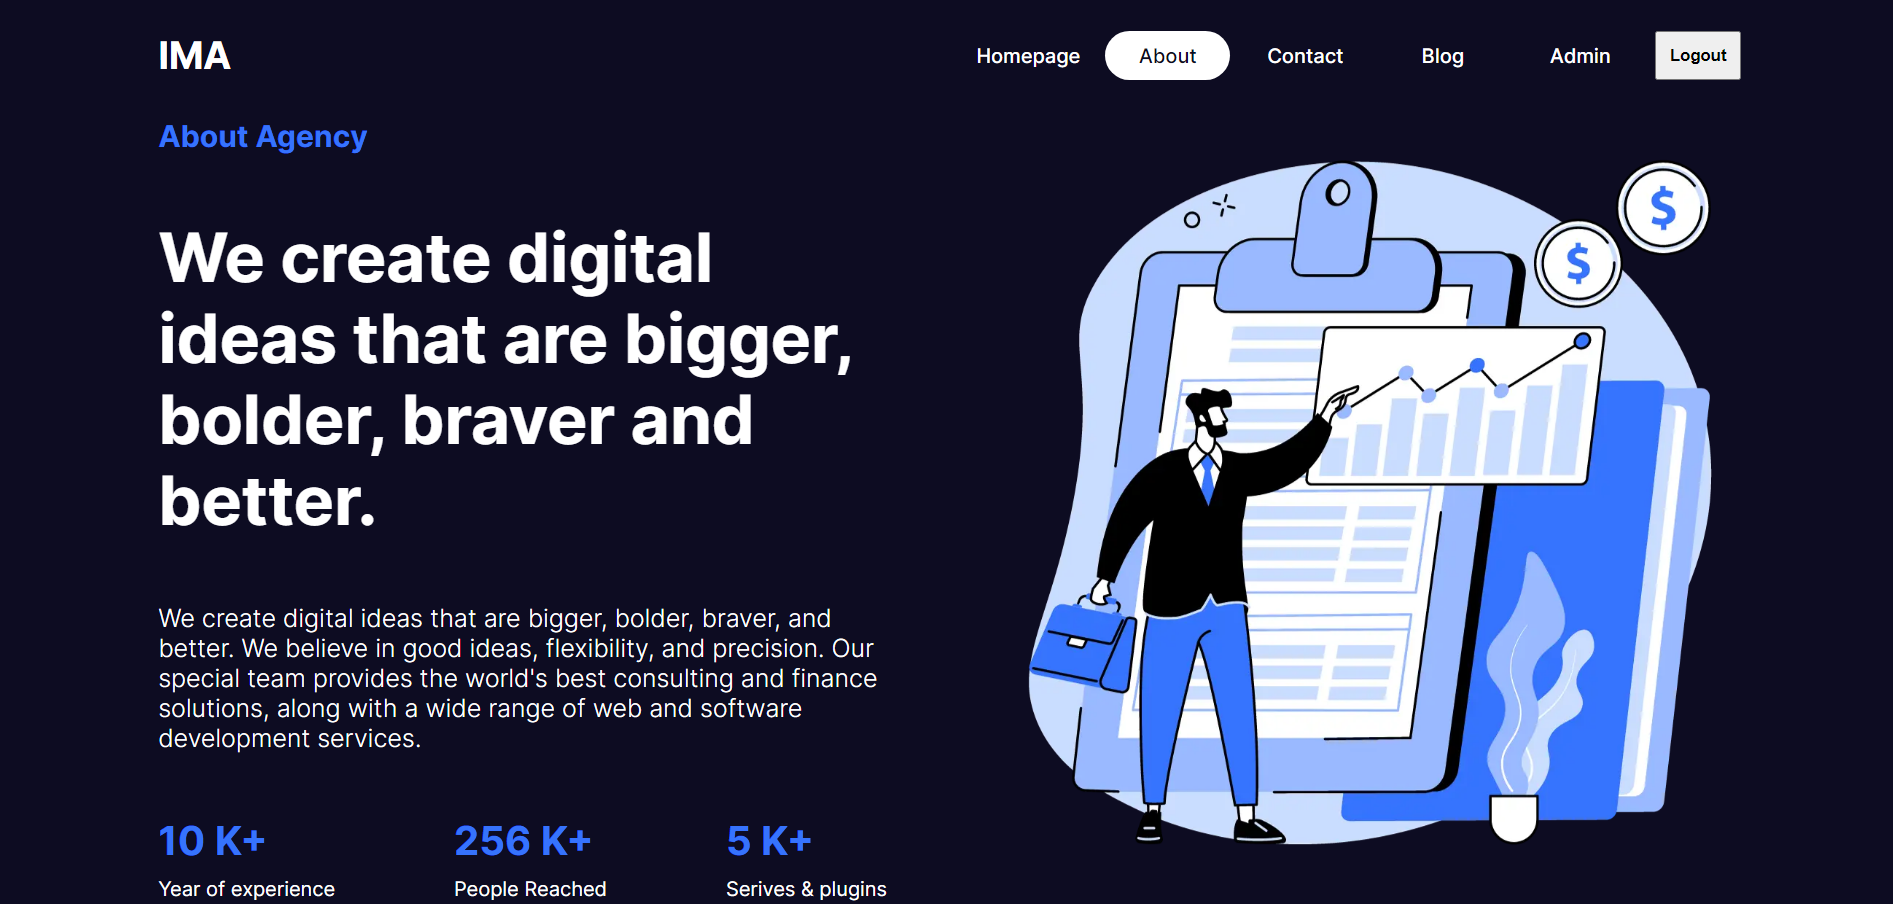 IMA
Homepage
About
Contact
Blog
Admin
Logout
About Agency
We create digital
ideas that are bigger,
bolder, braver and
better.
We create digital ideas that are bigger, bolder, braver, and
better. We believe in good ideas, flexibility, and precision. Our
special team provides the world's best consulting and finance
solutions, along with a wide range of web and software
development services.
10 K+
Year of experience
256 K+
People Reached
5 K+
Serives & plugins
$
$